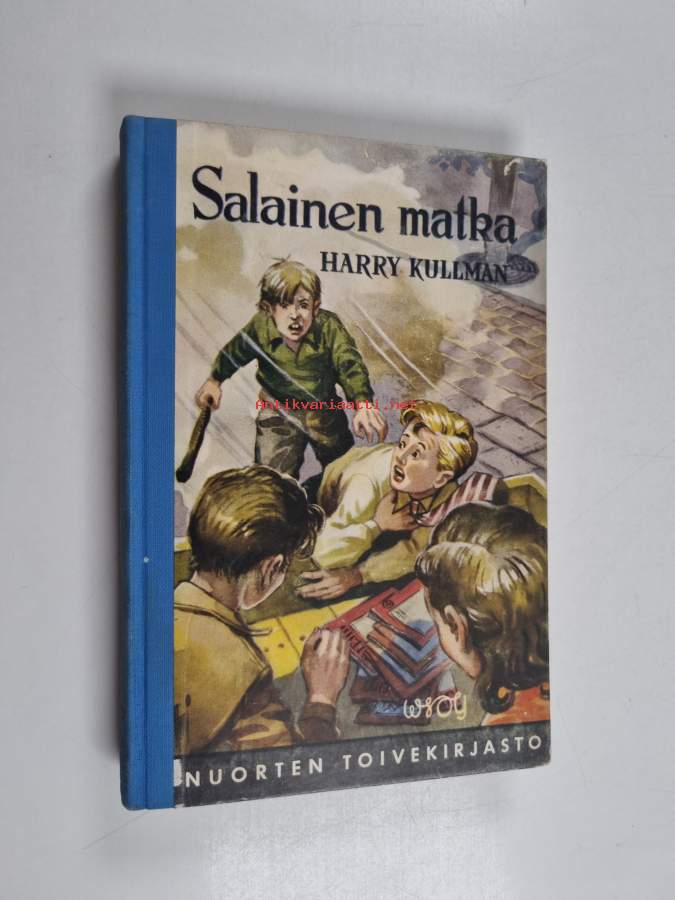 Salainen matka
HARRY KULLMAN
Antikvariaatti.net
WSOY
NUORTEN TOIVEKIRJASTO